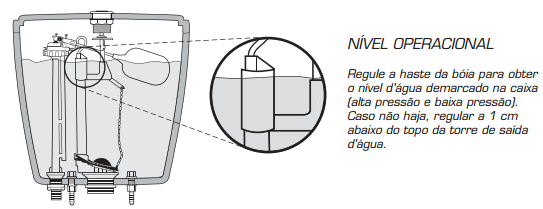 NÍVEL OPERACIONAL
Regule a haste da bóia para obter
o nível d'água demarcado na caixa
(alta pressão e baixa pressão).
Caso não haja, regular a 1 cm
abaixo do topo da torre de saída
d'água.